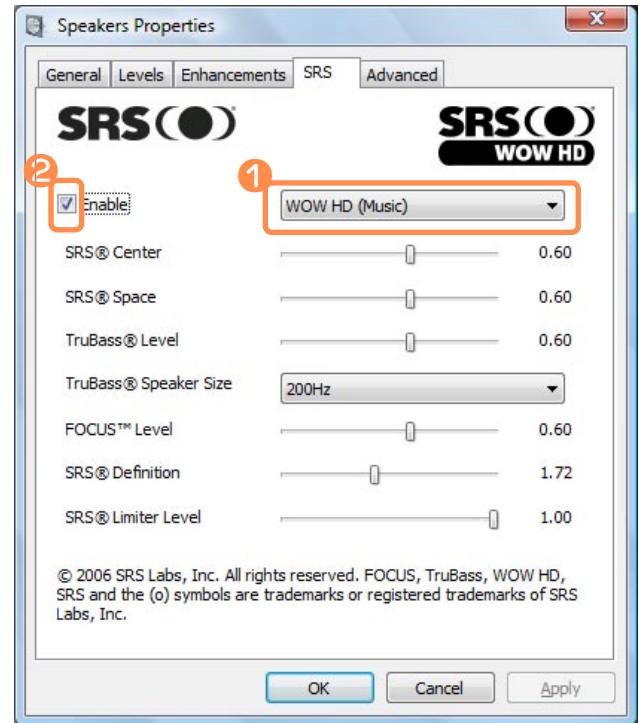 Speakers Properties
General Levels Enhancements SRS Advanced
SRS(O) SRS(O)
WOW HD
2 1
Enable WOW HD (Music)
SRS® Center 0.60
SRS® Space 0.60
TruBass® Level 0.60
TruBass® Speaker Size 200Hz
FOCUS™ Level 0.60
SRS® Definition 1.72
SRS® Limiter Level 1.00
© 2006 SRS Labs, Inc. All rights reserved. FOCUS, TruBass, WOW HD,
SRS and the (o) symbols are trademarks or registered trademarks of SRS
Labs, Inc.
OK Cancel Apply